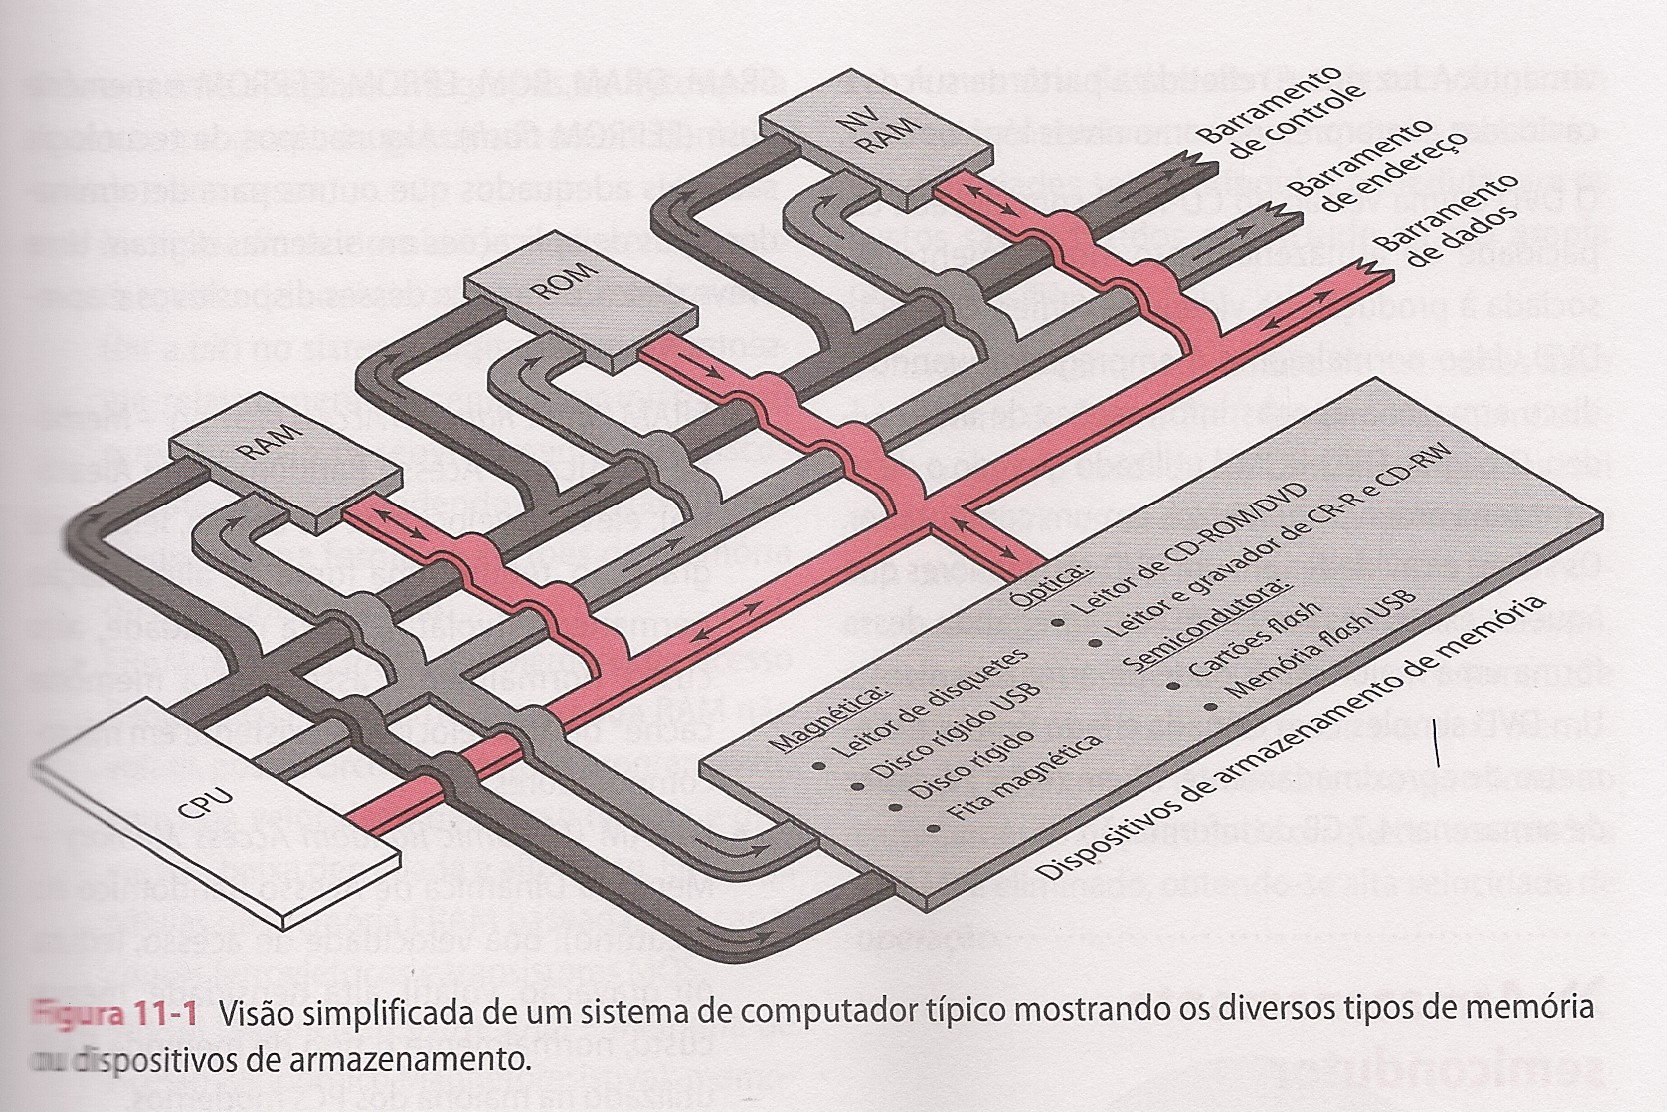 NV
RAM
Barramento
de controle
Barramento
de endereço
Barramento
de dados
ROM
RAM
CPU
Magnética:
• Leitor de disquetes
• Disco rígido USB
• Disco rígido
• Fita magnética
Óptica:
• Leitor de CD-ROM/DVD
• Leitor e gravador de CR-R e CD-RW
Semicondutora:
• Cartões flash
• Memória flash USB
Dispositivos de armazenamento de memória
Figura 11-1 Visão simplificada de um sistema de computador típico mostrando os diversos tipos de memória
ou dispositivos de armazenamento.